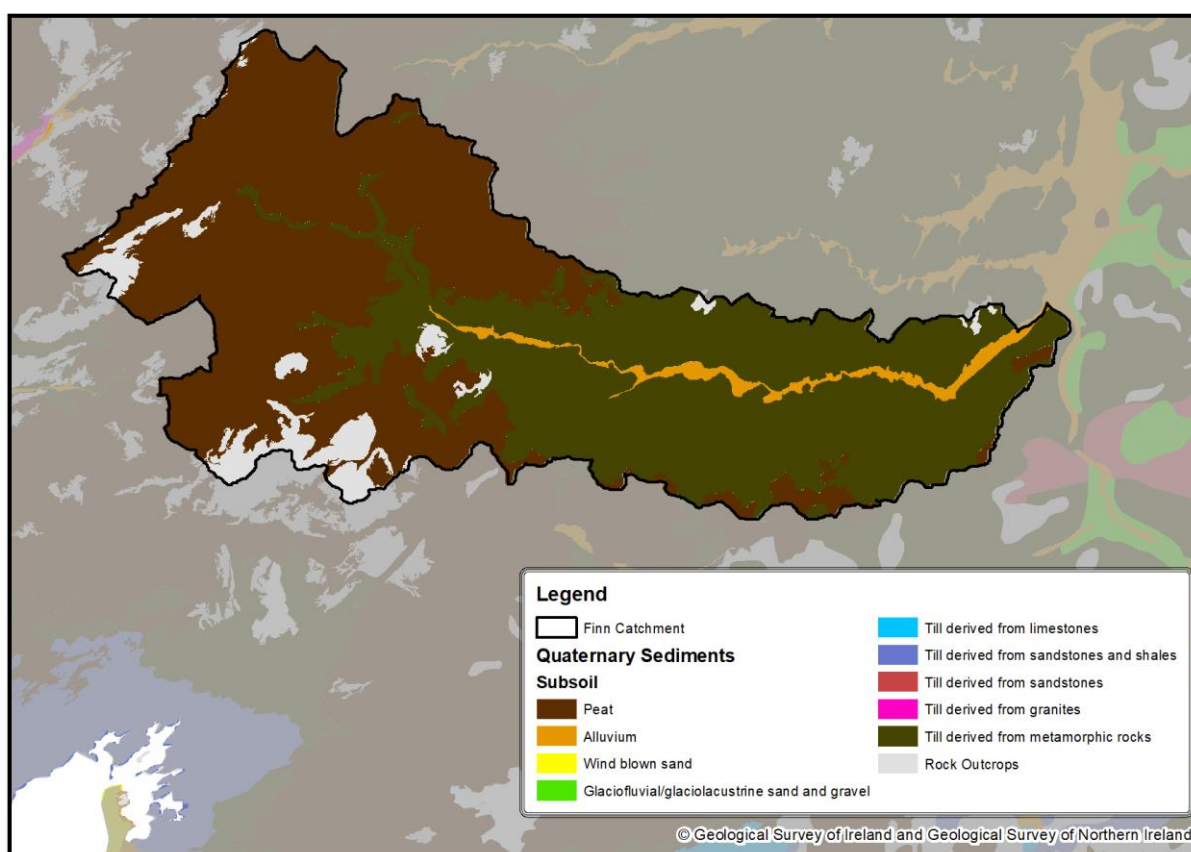 Legend
Finn Catchment
Quaternary Sediments
Subsoil
Peat
Alluvium
Wind blown sand
Glaciofluvial/glaciolacustrine sand and gravel
Till derived from limestones
Till derived from sandstones and shales
Till derived from sandstones
Till derived from granites
Till derived from metamorphic rocks
Rock Outcrops
© Geological Survey of Ireland and Geological Survey of Northern Ireland